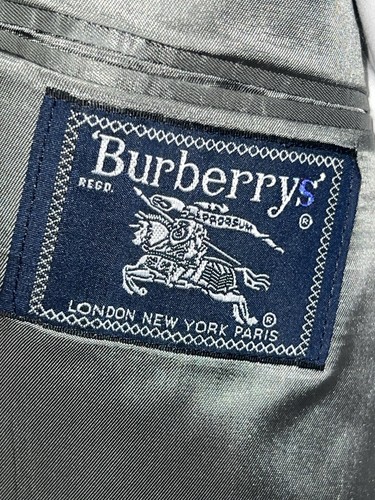 Burberrys'
REGD.
PRORSUM
®
LONDON NEW YORK PARIS
®